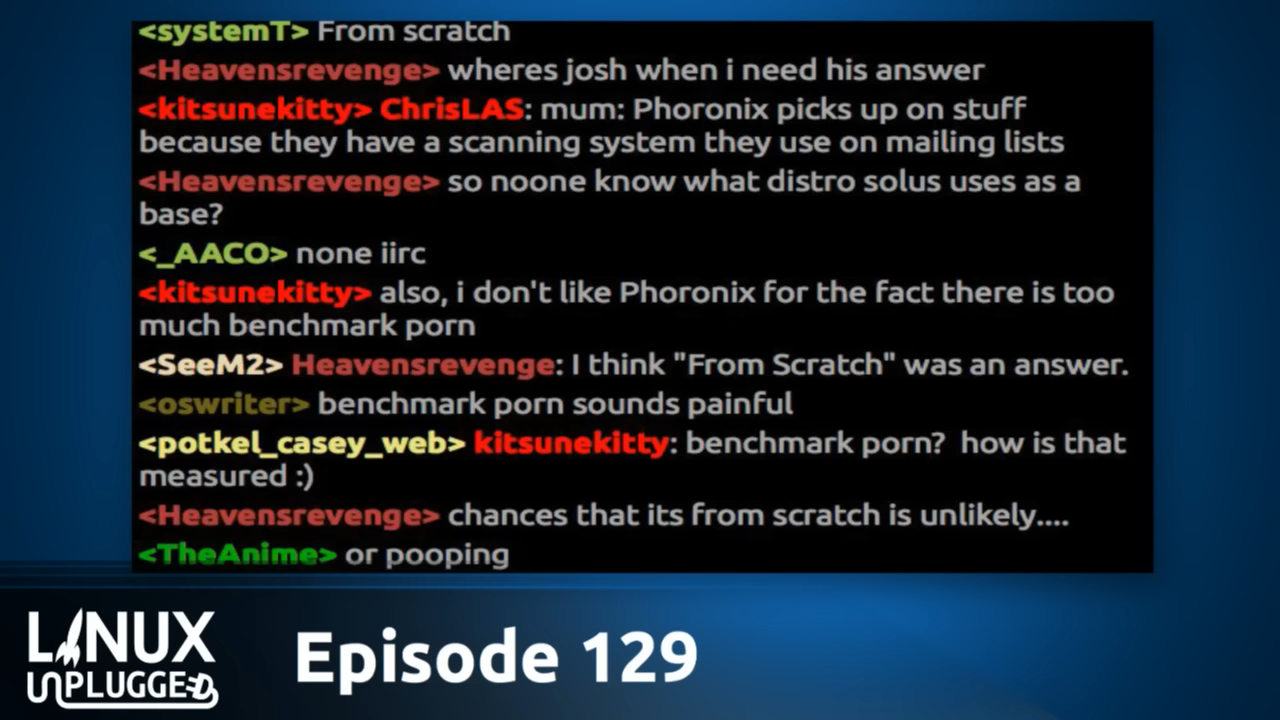 <systemT> From scratch
<Heavensrevenge> wheres josh when i need his answer
<kitsunekitty> ChrisLAS: mum: Phoronix picks up on stuff
because they have a scanning system they use on mailing lists
<Heavensrevenge> so noone know what distro solus uses as a
base?
<_AACO> none iirc
<kitsunekitty> also, i don't like Phoronix for the fact there is too
much benchmark porn
<SeeM2> Heavensrevenge: I think "From Scratch" was an answer.
<oswriter> benchmark porn sounds painful
<potkel_casey_web> kitsunekitty: benchmark porn?  how is that
measured :)
<Heavensrevenge> chances that its from scratch is unlikely....
<TheAnime> or pooping
LINUX
UNPLUGGED
Episode 129